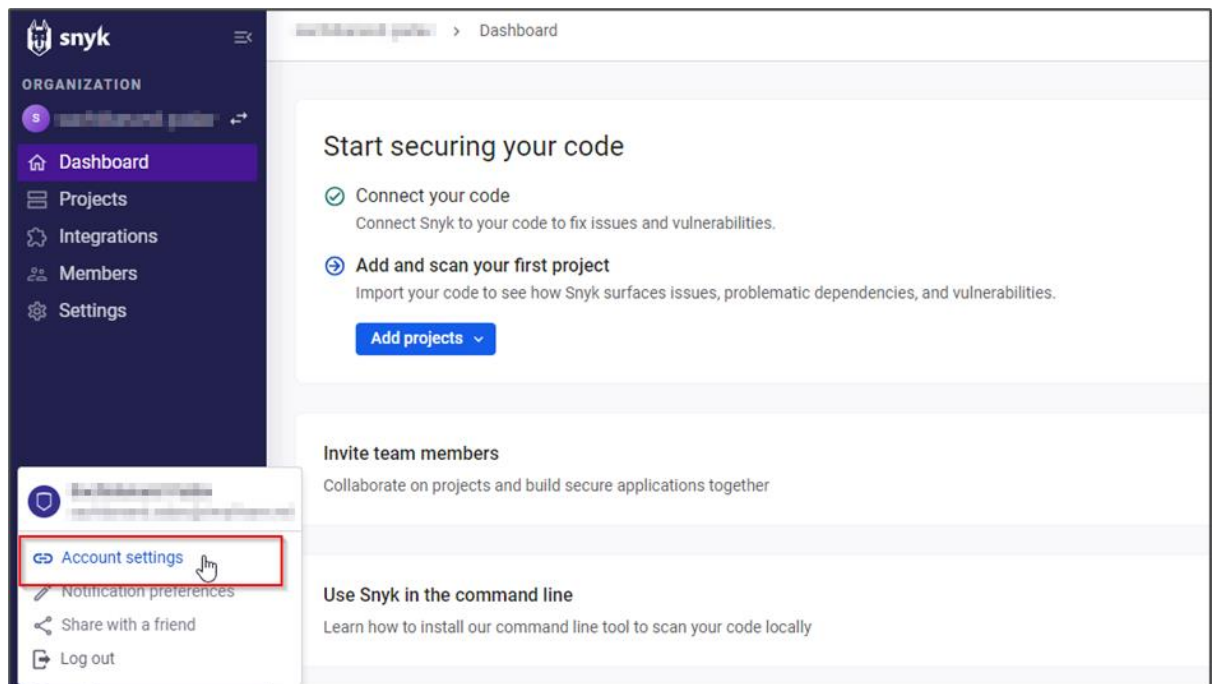 snyk
ORGANIZATION
S
Dashboard
Projects
Integrations
Members
Settings
Account settings
Notification preferences
Share with a friend
Log out
> Dashboard
Start securing your code
Connect your code
Connect Snyk to your code to fix issues and vulnerabilities.
Add and scan your first project
Import your code to see how Snyk surfaces issues, problematic dependencies, and vulnerabilities.
Add projects
Invite team members
Collaborate on projects and build secure applications together
Use Snyk in the command line
Learn how to install our command line tool to scan your code locally